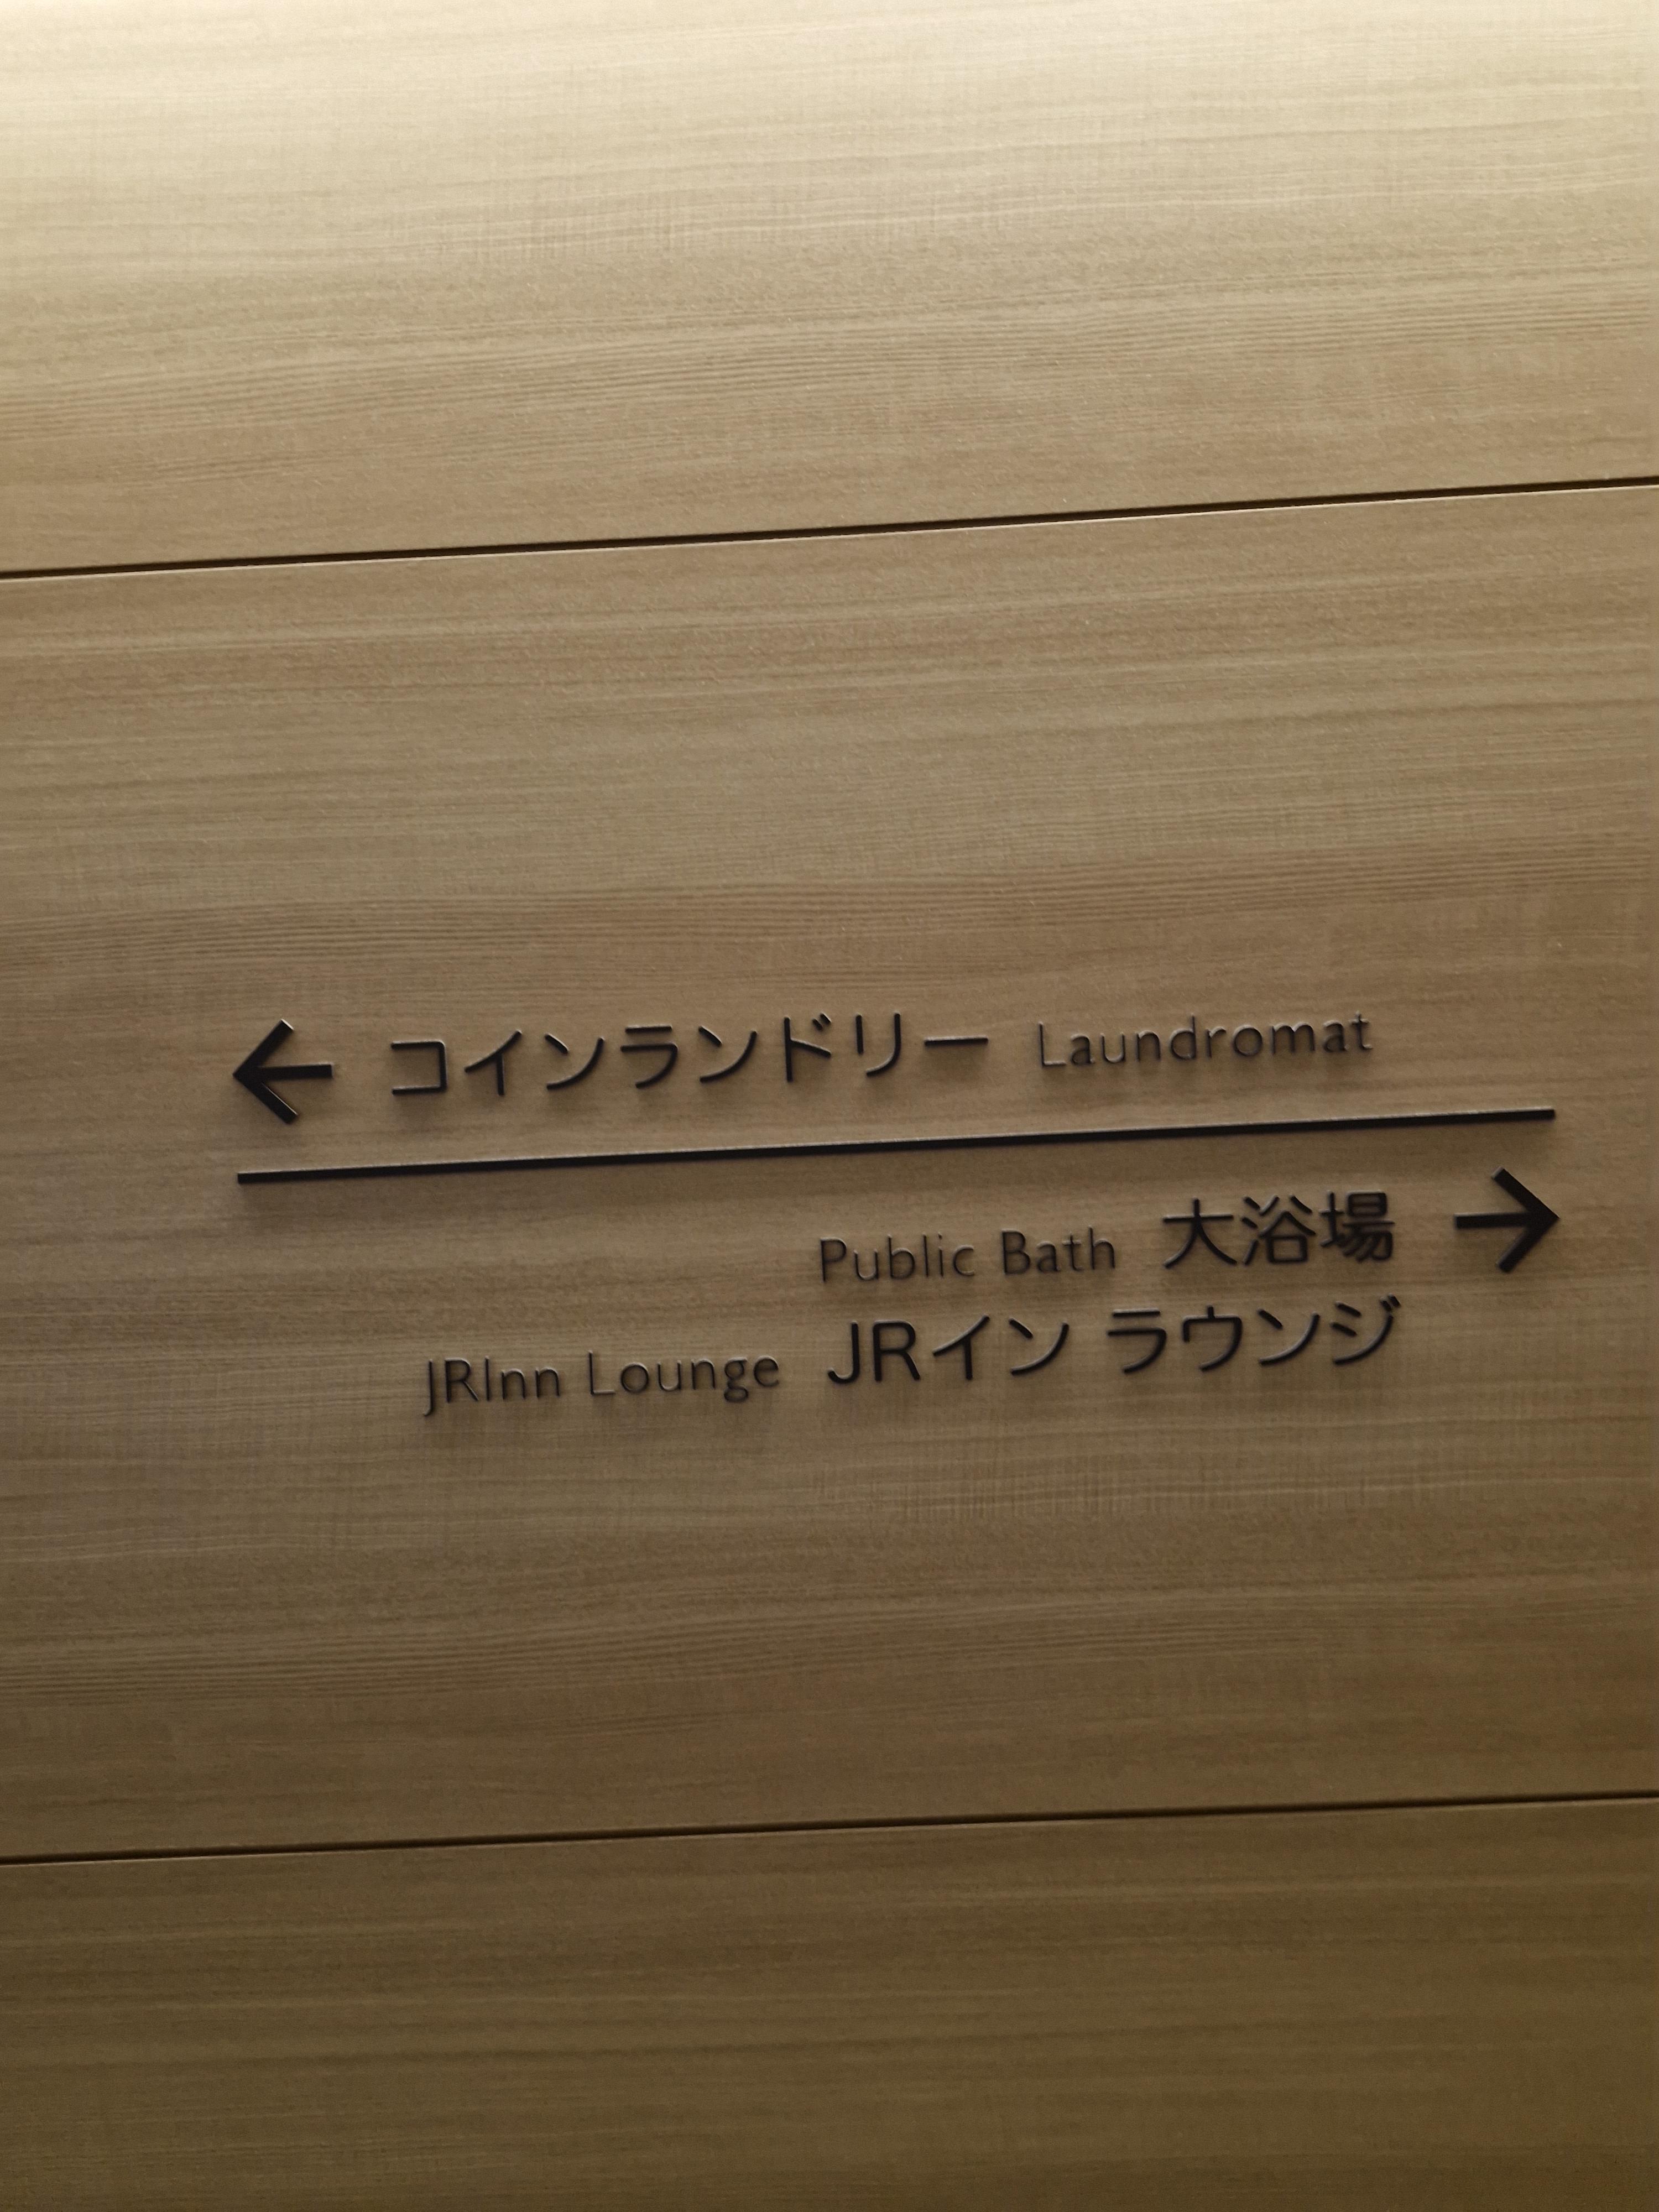 ← コインランドリー Laundromat
Public Bath 大浴場 →
JRInn Lounge JRイン ラウンジ